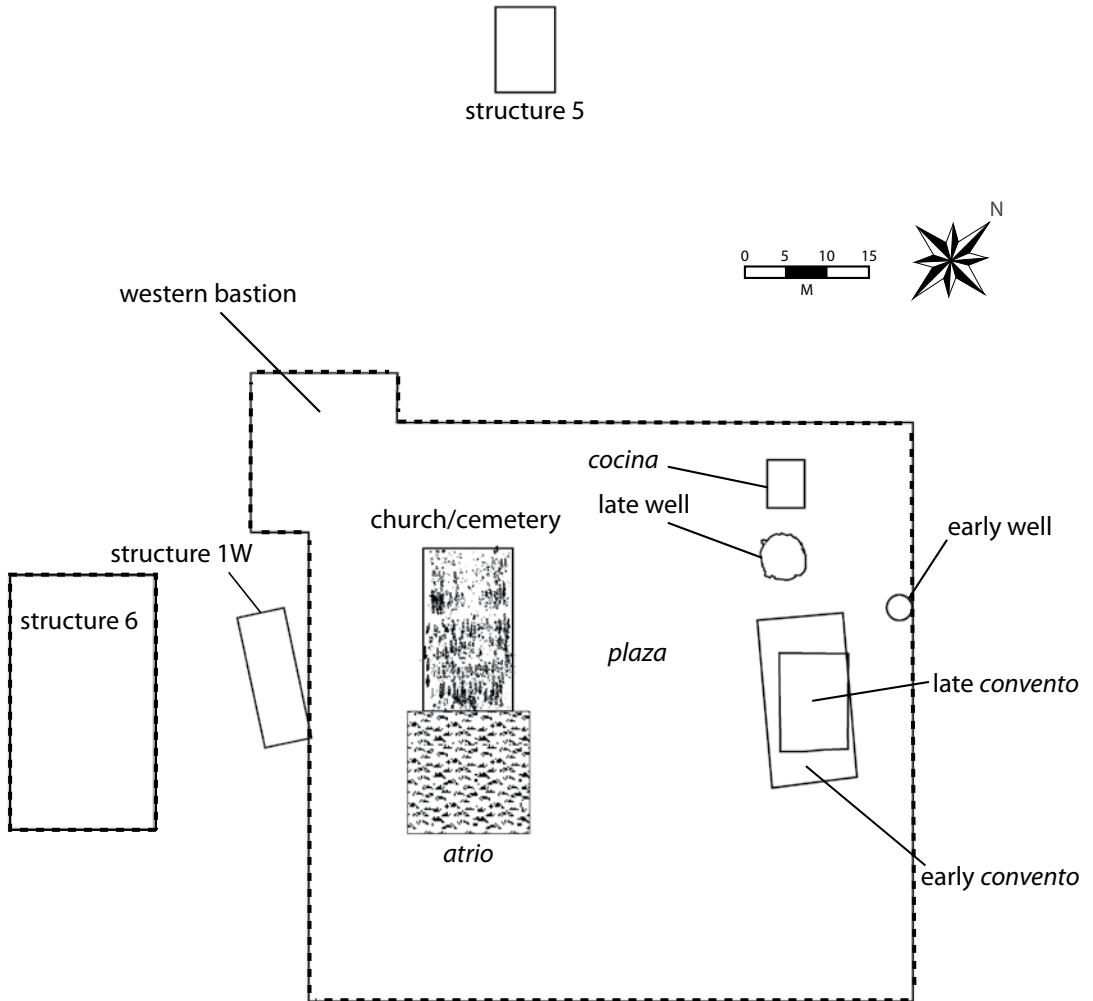 structure 5
N
0 5 10 15
M
western bastion
cocina
late well
church/cemetery
early well
structure 1W
structure 6
plaza
late convento
early convento
atrio